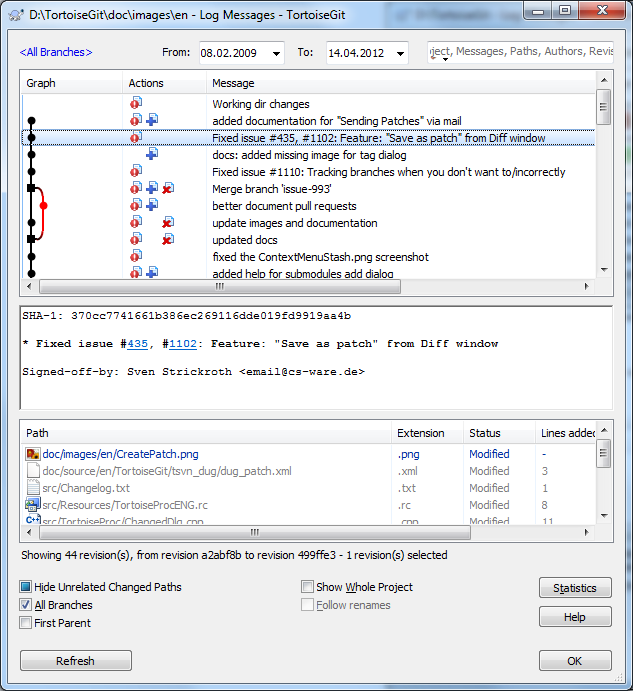 D:\TortoiseGit\doc\images\en - Log Messages - TortoiseGit
<All Branches> From: 08.02.2009 To: 14.04.2012 oject, Messages, Paths, Authors, Revis
Graph Actions Message
Working dir changes
added documentation for "Sending Patches" via mail
Fixed issue #435, #1102: Feature: "Save as patch" from Diff window
docs: added missing image for tag dialog
Fixed issue #1110: Tracking branches when you don't want to/incorrectly
Merge branch 'issue-993'
better document pull requests
update images and documentation
updated docs
fixed the ContextMenuStash.png screenshot
added help for submodules add dialog
SHA-1: 370cc7741661b386ec269116dde019fd9919aa4b
* Fixed issue #435, #1102: Feature: "Save as patch" from Diff window
Signed-off-by: Sven Strickroth <email@cs-ware.de>
Path Extension Status Lines added
doc/images/en/CreatePatch.png .png Modified -
doc/source/en/TortoiseGit/tsvn_dug/dug_patch.xml .xml Modified 3
src/Changelog.txt .txt Modified 1
src/Resources/TortoiseProcENG.rc .rc Modified 8
src/TortoiseProc/ChangedDlg.cpp .cpp Modified 11
Showing 44 revision(s), from revision a2abf8b to revision 499ffe3 - 1 revision(s) selected
Hide Unrelated Changed Paths Show Whole Project Statistics
All Branches Follow renames
First Parent Help
Refresh OK